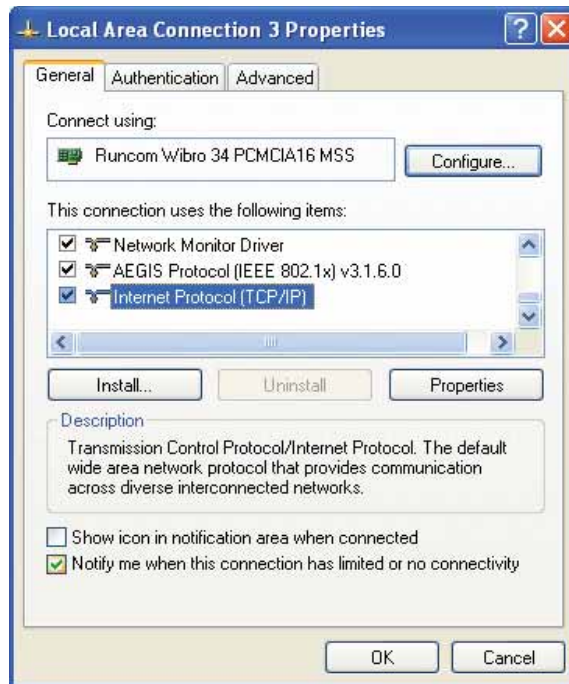 Local Area Connection 3 Properties
General Authentication Advanced
Connect using:
Runcom Wibro 34 PCMCIA16 MSS
Configure...
This connection uses the following items:
Network Monitor Driver
AEGIS Protocol (IEEE 802.1x) v3.1.6.0
Internet Protocol (TCP/IP)
Install... Uninstall Properties
Description
Transmission Control Protocol/Internet Protocol. The default
wide area network protocol that provides communication
across diverse interconnected networks.
Show icon in notification area when connected
Notify me when this connection has limited or no connectivity
OK Cancel